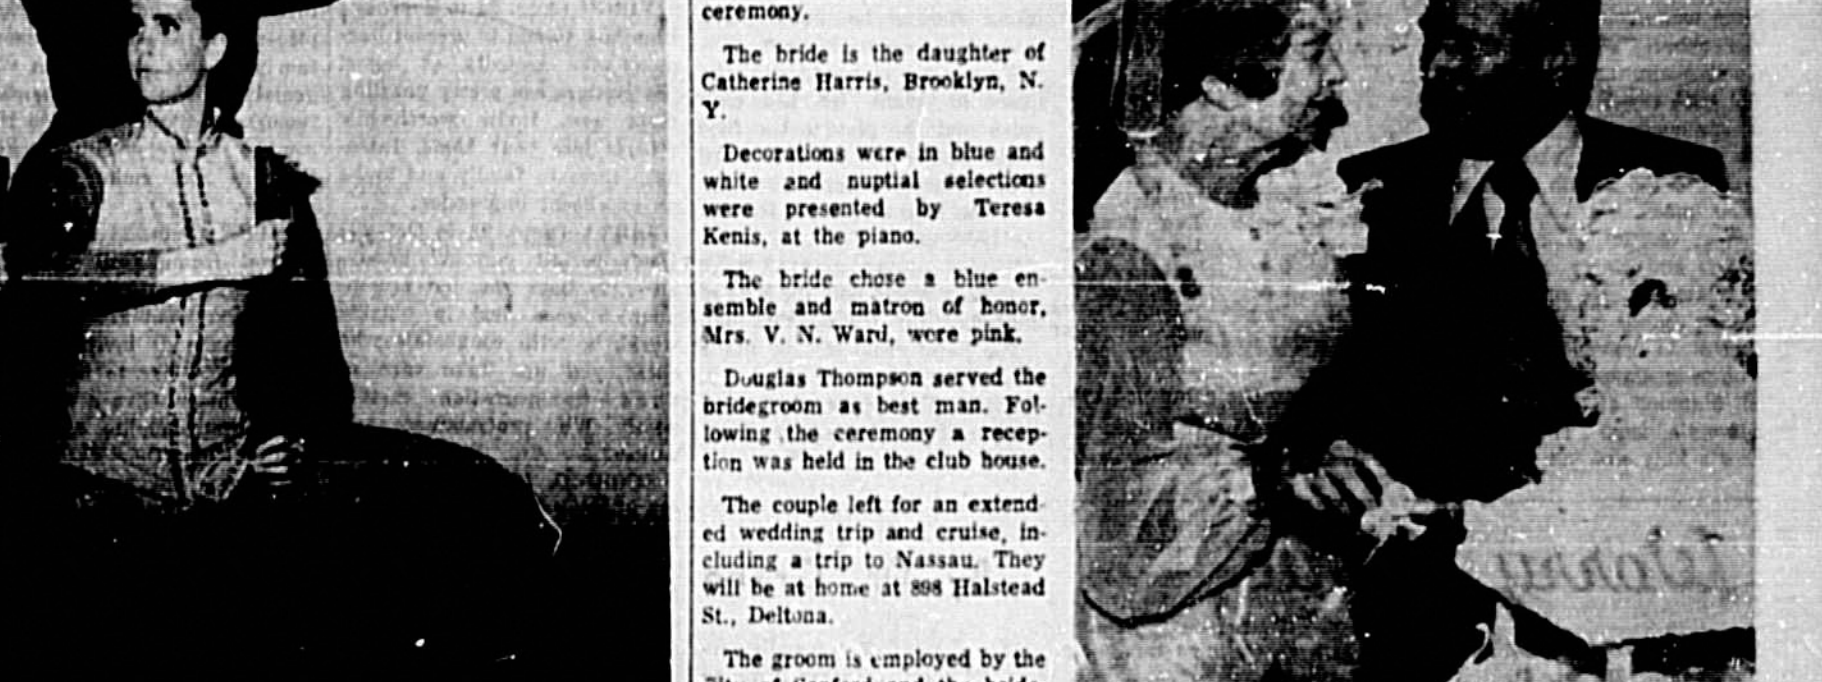 ceremony.
The bride is the daughter of
Catherine Harris, Brooklyn, N.
Y.
Decorations were in blue and
white and nuptial selections
were presented by Teresa
Kenis, at the piano.
The bride chose a blue en-
semble and matron of honor,
Mrs. V. N. Ward, wore pink.
Douglas Thompson served the
bridegroom as best man. Fol-
lowing the ceremony a recep-
tion was held in the club house.
The couple left for an extend-
ed wedding trip and cruise, in-
cluding a trip to Nassau. They
will be at home at 898 Halstead
St., Deltona.
The groom is employed by the